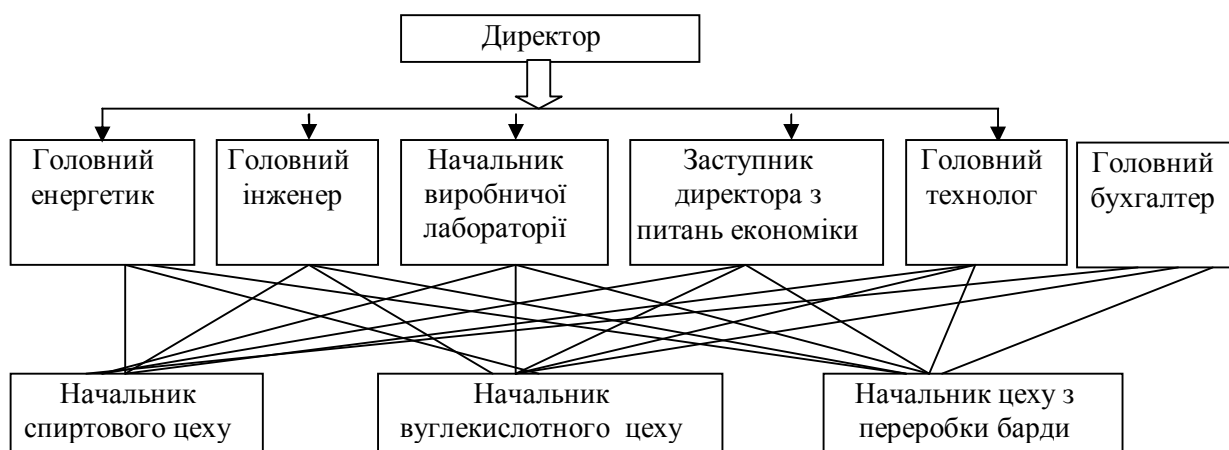 Директор
Головний
енергетик
Головний
інженер
Начальник
виробничої
лабораторії
Заступник
директора з
питань економіки
Головний
технолог
Головний
бухгалтер
Начальник
спиртового цеху
Начальник
вуглекислотного цеху
Начальник цеху з
переробки барди